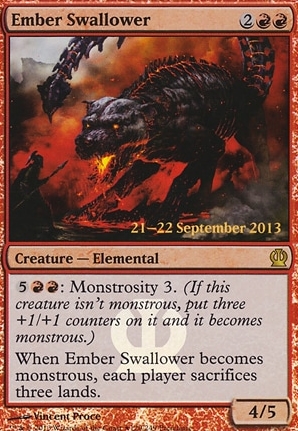 Ember Swallower 2
21–22 September 2013
Creature — Elemental
5: Monstrosity 3. (If this
creature isn't monstrous, put three
+1/+1 counters on it and it becomes
monstrous.)
When Ember Swallower becomes
monstrous, each player sacrifices
three lands.
4/5
Vincent Proce